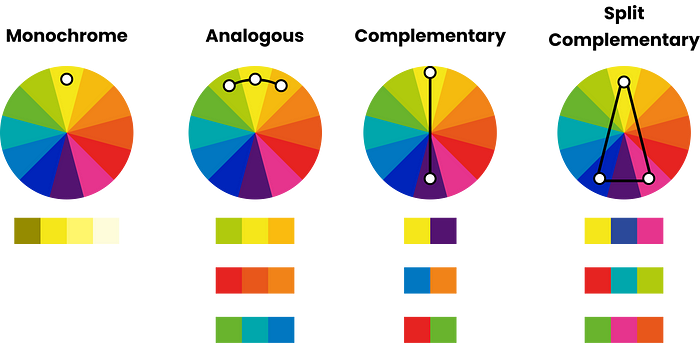 Monochrome
Analogous
Complementary
Split
Complementary